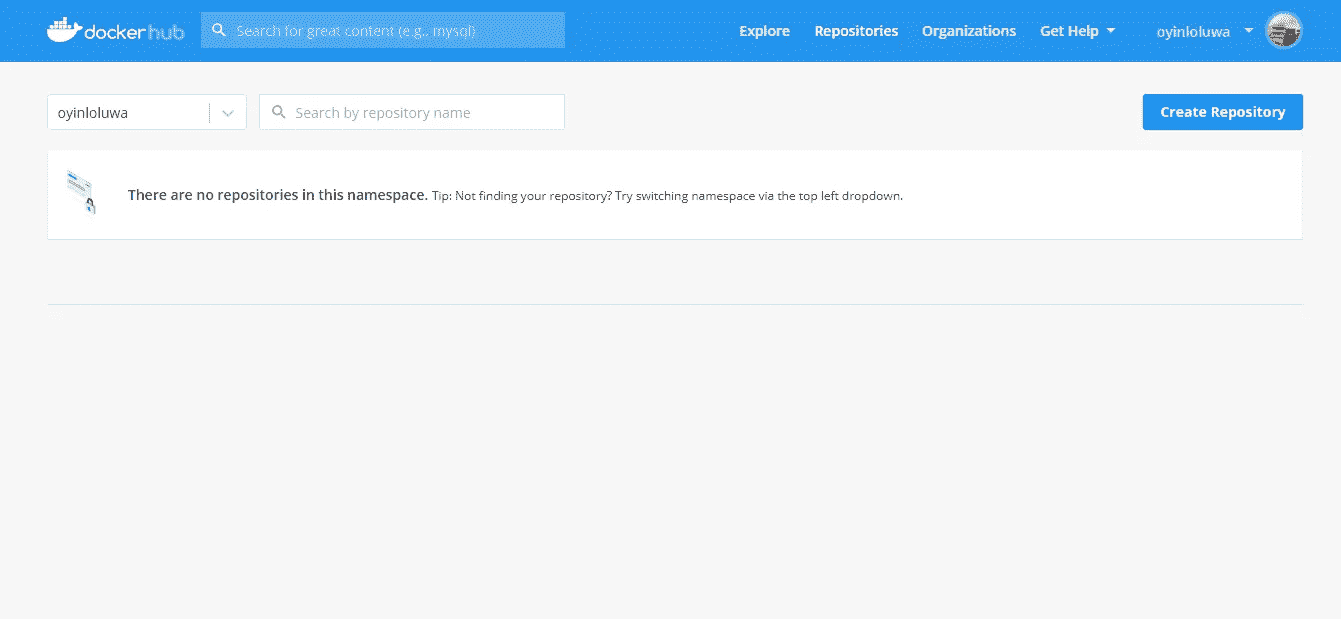 dockerhub Search for great content (e.g., mysql) Explore Repositories Organizations Get Help oyinloluwa
oyinloluwa Search by repository name Create Repository
There are no repositories in this namespace. Tip: Not finding your repository? Try switching namespace via the top left dropdown.